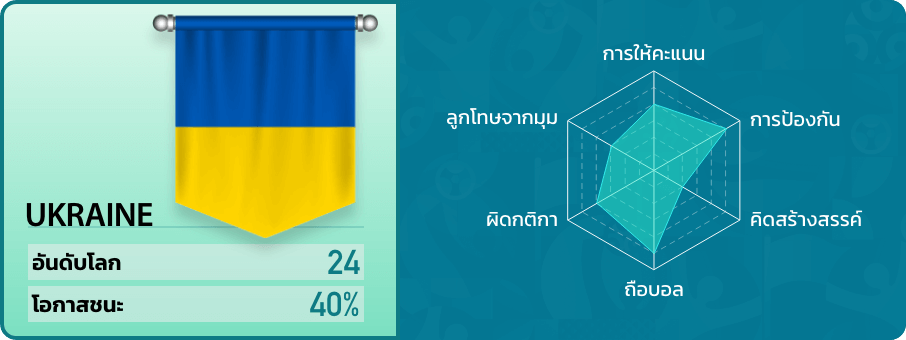 UKRAINE
อันดับโลก 24
โอกาสชนะ 40%
การให้คะแนน
ลูกโทษจากมุม
การป้องกัน
ผิดกติกา
คิดสร้างสรรค์
ถือบอล